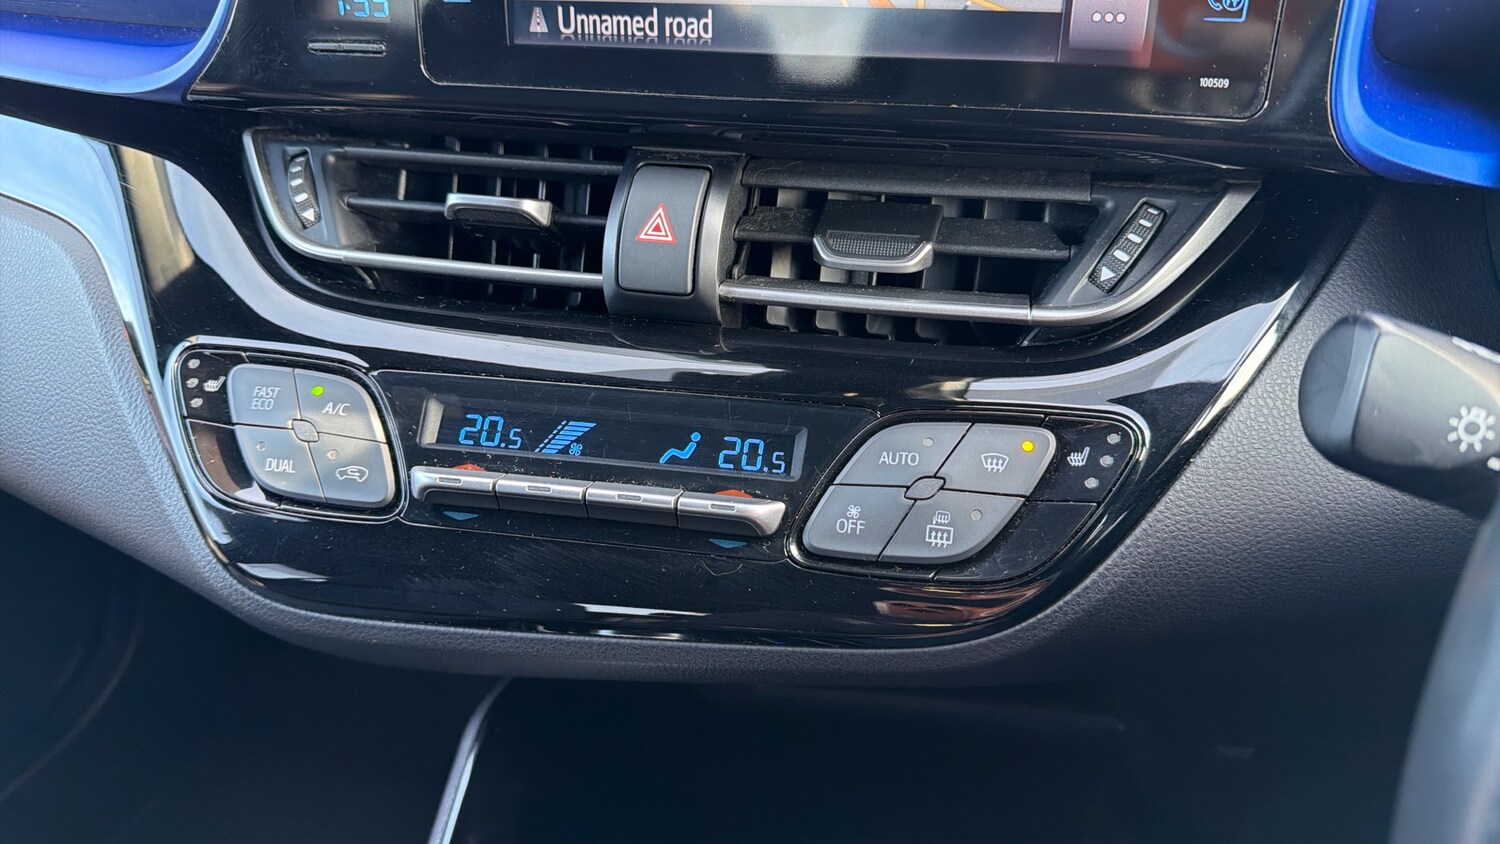 Unnamed road
100509
FAST
ECO
A/C
DUAL
20.5
20.5
AUTO
OFF